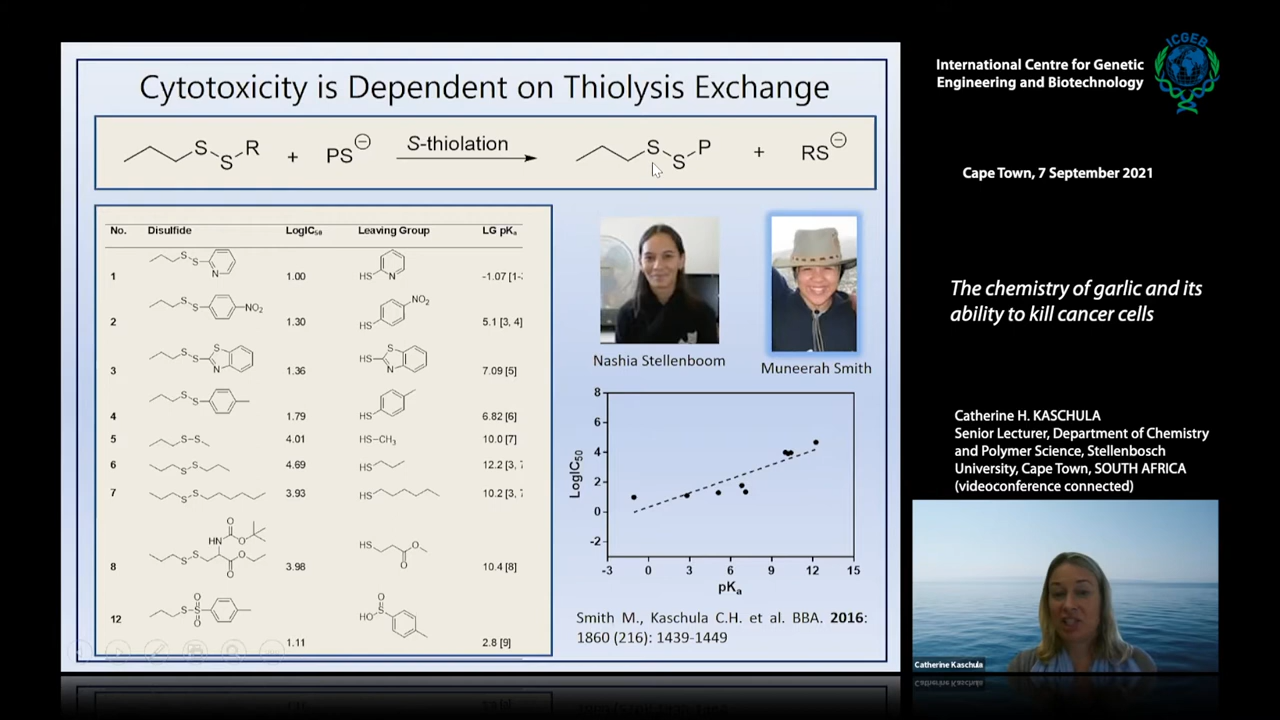 Cytotoxicity is Dependent on Thiolysis Exchange
S S R + PS⊖ S-thiolation S S P + RS⊖
No. Disulfide LogIC₅₀ Leaving Group LG pKₐ
1 S S N 1.00 HS N -1.07 [1-
2 S S NO₂ 1.30 HS NO₂ 5.1 [3, 4]
3 S S S N 1.36 HS S N 7.09 [5]
4 S S 1.79 HS 6.82 [6]
5 S-S 4.01 HS-CH₃ 10.0 [7]
6 S S 4.69 HS 12.2 [3,
7 S S 3.93 HS 10.2 [3,
8 S S HN O O O O 3.98 HS O O 10.4 [8]
12 S S O O 1.11 HO S O 2.8 [9]
Nashia Stellenboom
Muneerah Smith
LogIC₅₀
8
6
4
2
0
-2
-3 0 3 6 9 12 15
pKₐ
Smith M., Kaschula C.H. et al. BBA. 2016:
1860 (216): 1439-1449
International Centre for Genetic
Engineering and Biotechnology
ICGEB
Cape Town, 7 September 2021
The chemistry of garlic and its
ability to kill cancer cells
Catherine H. KASCHULA
Senior Lecturer, Department of Chemistry
and Polymer Science, Stellenbosch
University, Cape Town, SOUTH AFRICA
(videoconference connected)
Catherine Kaschula